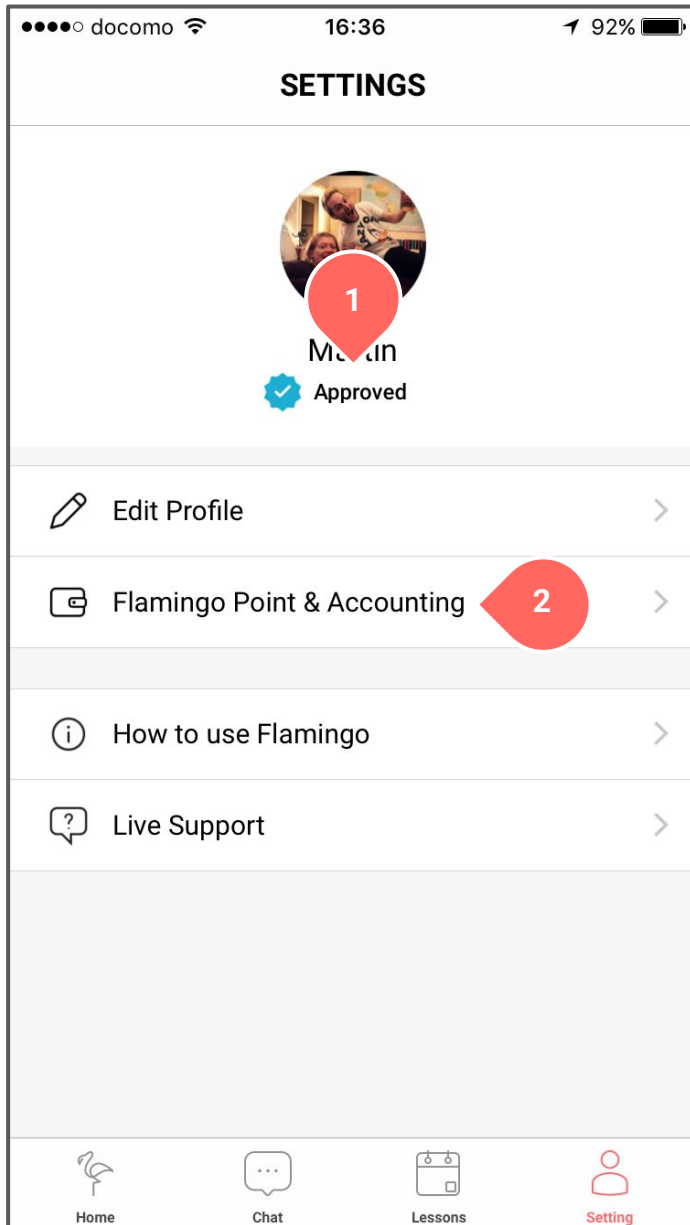 docomo 16:36 92%
SETTINGS
1
Approved
Edit Profile
Flamingo Point & Accounting 2
How to use Flamingo
Live Support
Home Chat Lessons Setting